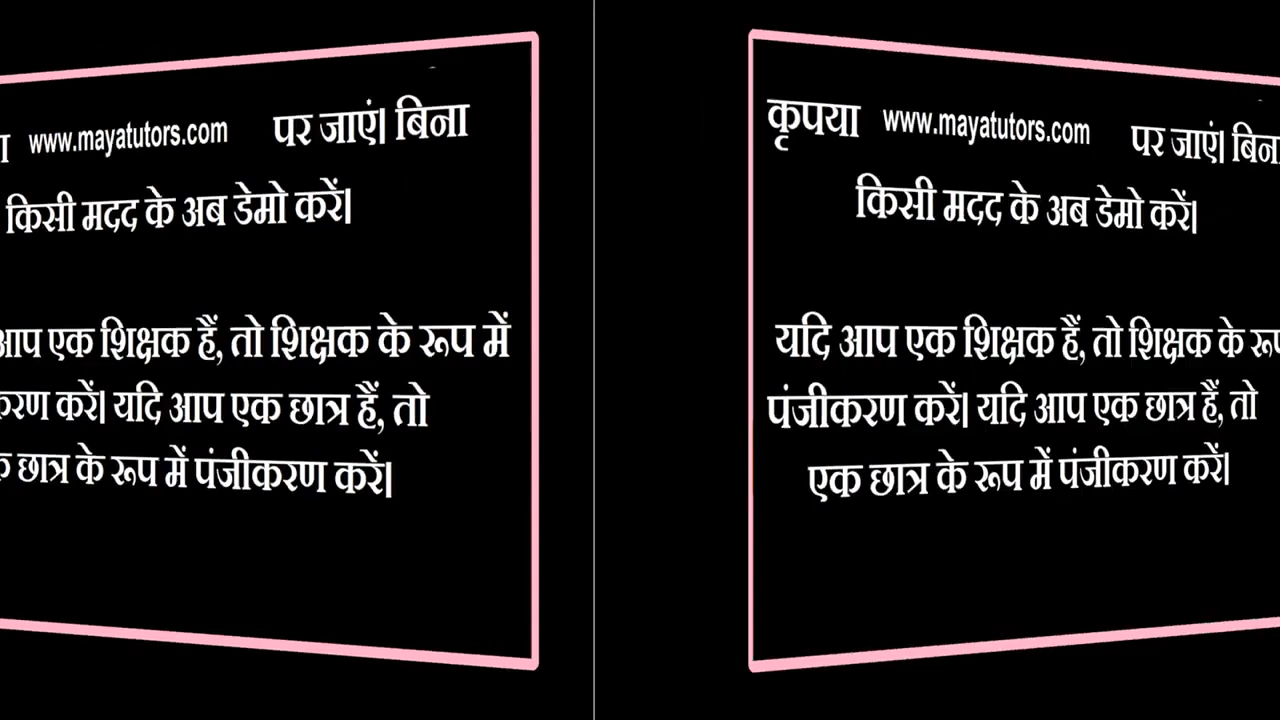 ा www.mayatutors.com पर जाएं। बिना
किसी मदद के अब डेमो करें।
आप एक शिक्षक हैं, तो शिक्षक के रूप में
करण करें। यदि आप एक छात्र हैं, तो
छात्र के रूप में पंजीकरण करें।
कृपया www.mayatutors.com पर जाएं। बिना
किसी मदद के अब डेमो करें।
यदि आप एक शिक्षक हैं, तो शिक्षक के रूप
पंजीकरण करें। यदि आप एक छात्र हैं, तो
एक छात्र के रूप में पंजीकरण करें।